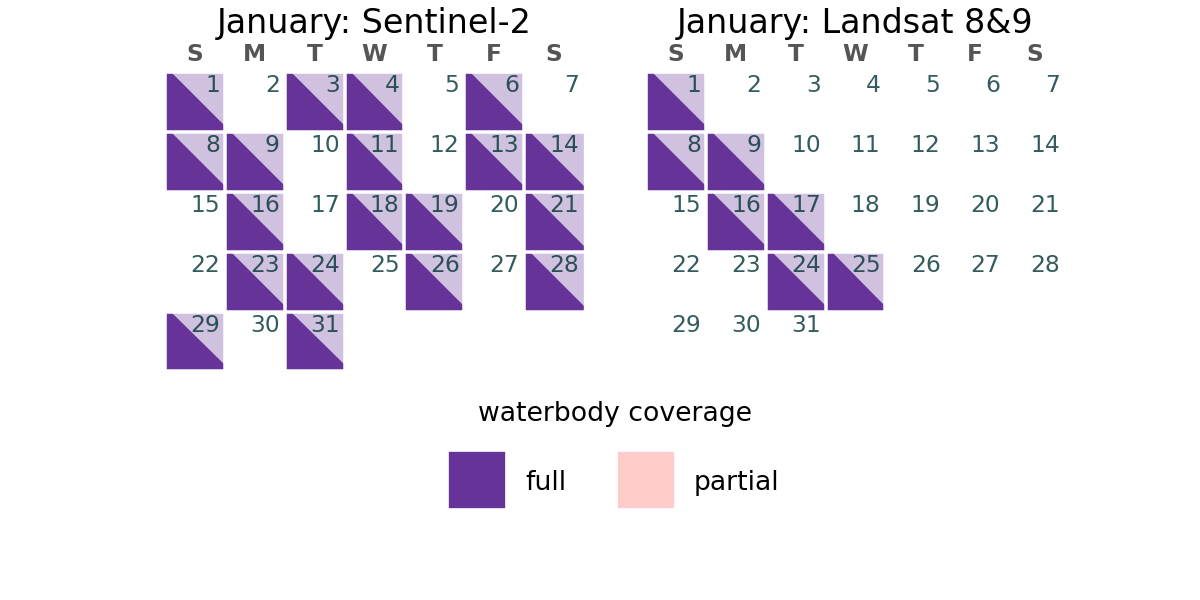 January: Sentinel-2
S M T W T F S
1 2 3 4 5 6 7
8 9 10 11 12 13 14
15 16 17 18 19 20 21
22 23 24 25 26 27 28
29 30 31
January: Landsat 8&9
S M T W T F S
1 2 3 4 5 6 7
8 9 10 11 12 13 14
15 16 17 18 19 20 21
22 23 24 25 26 27 28
29 30 31
waterbody coverage
full
partial